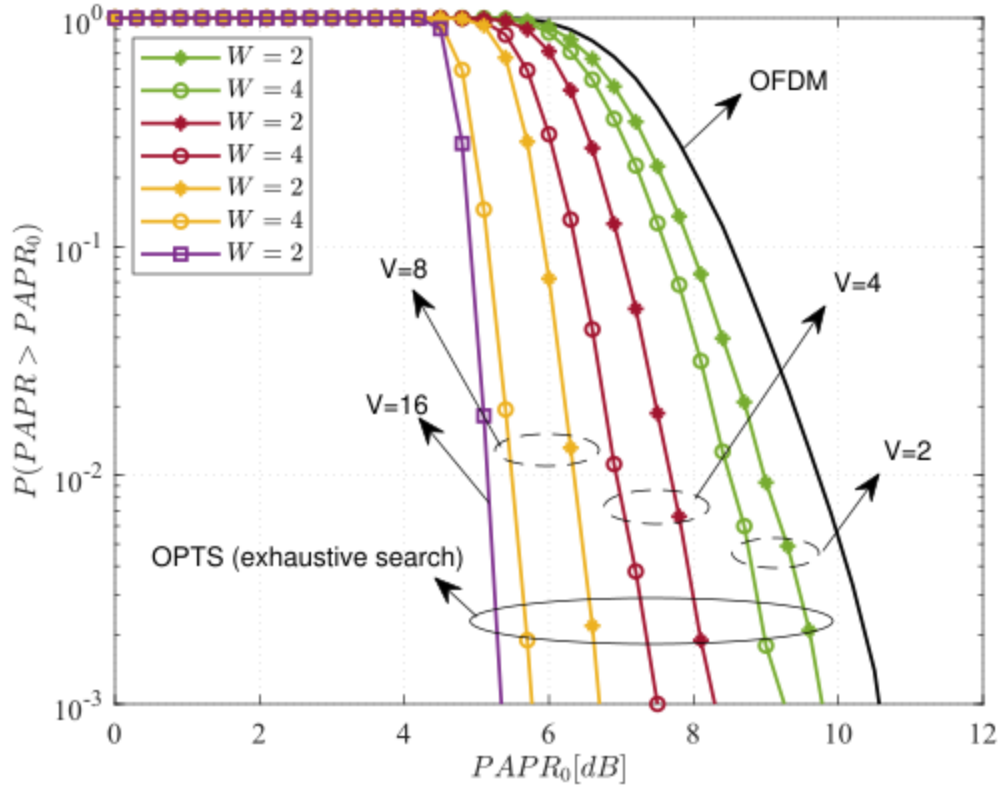 10^0
W = 2
W = 4
W = 2
W = 4
W = 2
W = 4
W = 2
OFDM
10^-1
V=8
V=4
V=16
V=2
10^-2
OPTS (exhaustive search)
10^-3
0 2 4 6 8 10 12
PAPR_0[dB]
P(PAPR > PAPR_0)